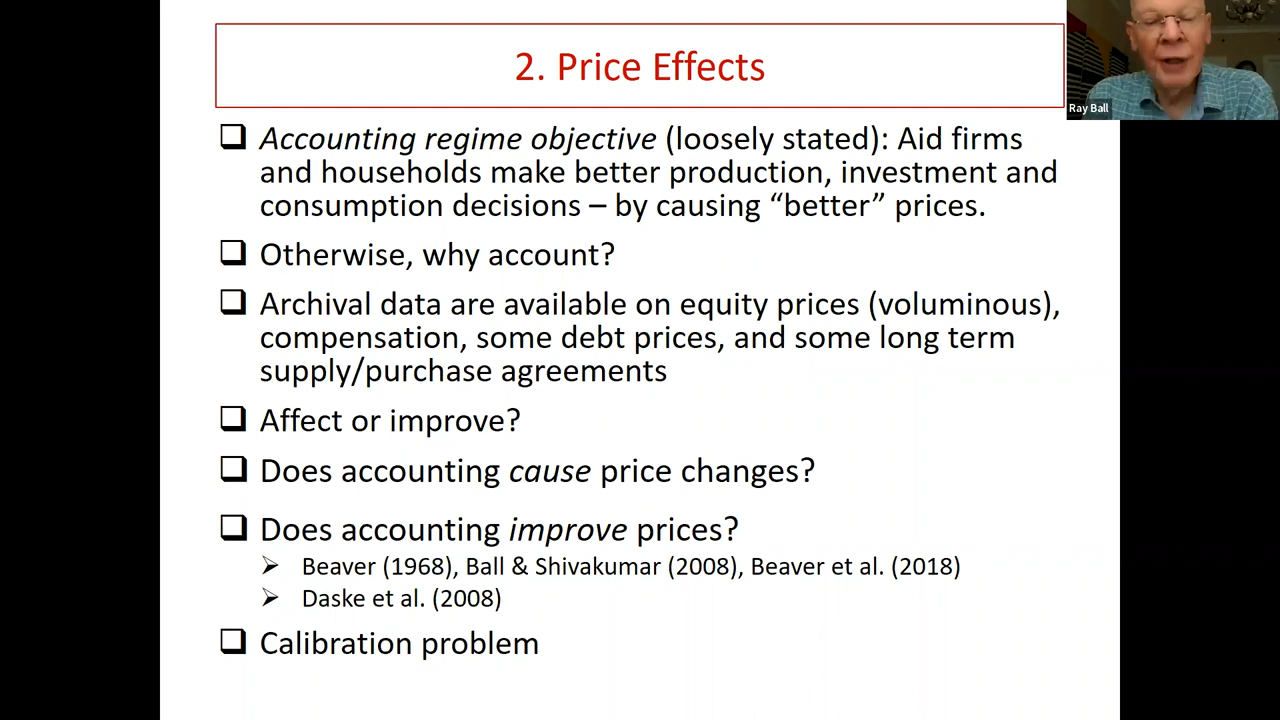 2. Price Effects
Ray Ball
❑ Accounting regime objective (loosely stated): Aid firms
and households make better production, investment and
consumption decisions – by causing “better” prices.
❑ Otherwise, why account?
❑ Archival data are available on equity prices (voluminous),
compensation, some debt prices, and some long term
supply/purchase agreements
❑ Affect or improve?
❑ Does accounting cause price changes?
❑ Does accounting improve prices?
➢ Beaver (1968), Ball & Shivakumar (2008), Beaver et al. (2018)
➢ Daske et al. (2008)
❑ Calibration problem